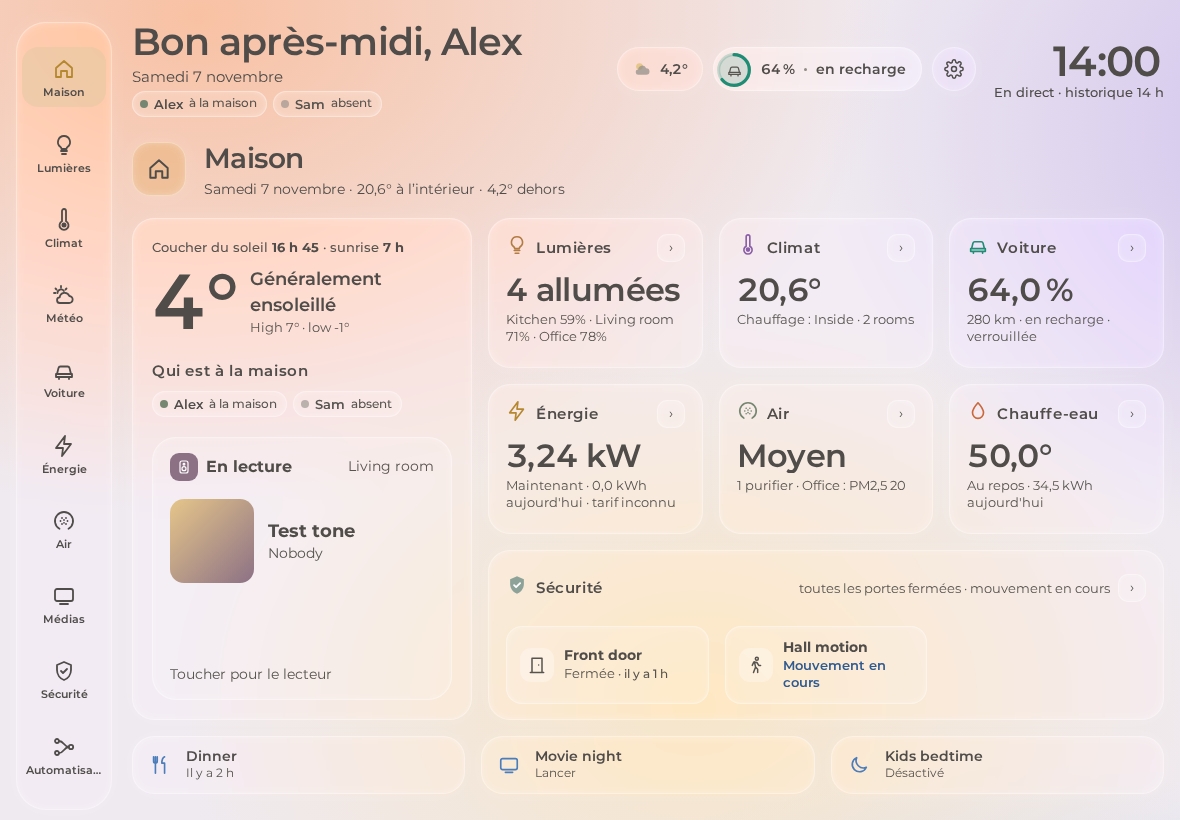 Bon après-midi, Alex
Samedi 7 novembre
Alex à la maison
Sam absent
4,2°
64 % • en recharge
14:00
En direct · historique 14 h
Maison
Lumières
Climat
Météo
Voiture
Énergie
Air
Médias
Sécurité
Automatisa...
Maison
Samedi 7 novembre · 20,6° à l'intérieur · 4,2° dehors
Coucher du soleil 16 h 45 · sunrise 7 h
4°
Généralement
ensoleillé
High 7° · low -1°
Qui est à la maison
Alex à la maison
Sam absent
En lecture
Living room
Test tone
Nobody
Toucher pour le lecteur
Lumières
4 allumées
Kitchen 59% · Living room
71% · Office 78%
Climat
20,6°
Chauffage : Inside · 2 rooms
Voiture
64,0 %
280 km · en recharge ·
verrouillée
Énergie
3,24 kW
Maintenant · 0,0 kWh
aujourd'hui · tarif inconnu
Air
Moyen
1 purifier · Office : PM2,5 20
Chauffe-eau
50,0°
Au repos · 34,5 kWh
aujourd'hui
Sécurité
toutes les portes fermées · mouvement en cours
Front door
Fermée · il y a 1 h
Hall motion
Mouvement en
cours
Dinner
Il y a 2 h
Movie night
Lancer
Kids bedtime
Désactivé